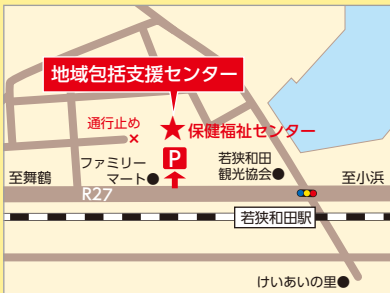 地域包括支援センター
通行止め
×
★保健福祉センター
P
ファミリー
マート●
若狭和田
観光協会●
至舞鶴
至小浜
R27
若狭和田駅
けいあいの里●